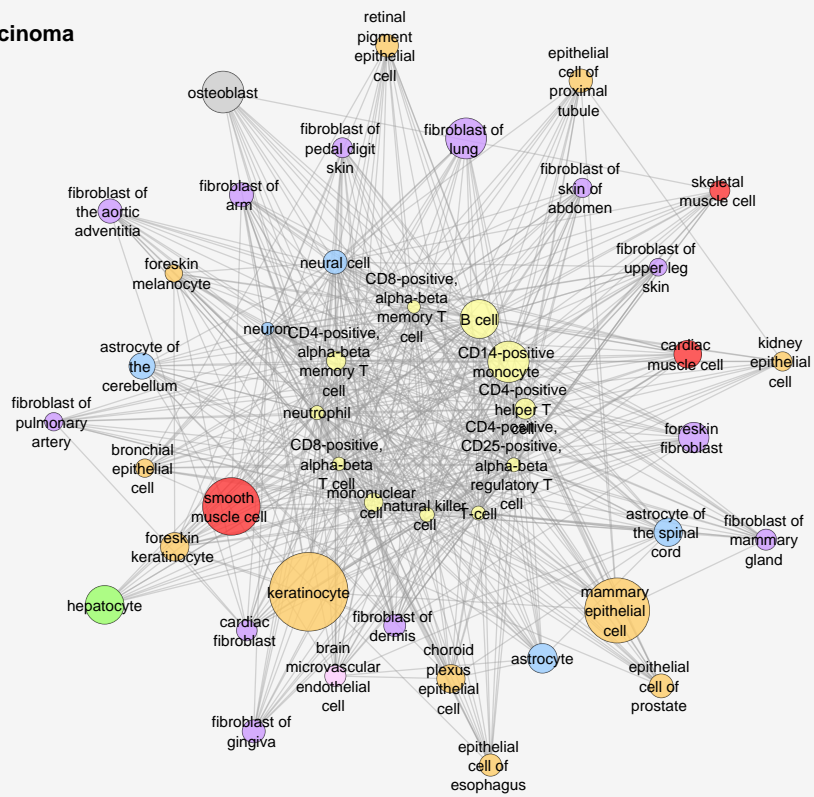 cinoma
retinal
pigment
epithelial
cell
epithelial
cell of
proximal
tubule
osteoblast
fibroblast of
pedal digit
skin
fibroblast of
lung
fibroblast of
skin of
abdomen
skeletal
muscle cell
fibroblast of
the aortic
adventitia
fibroblast of
arm
foreskin
melanocyte
neural cell
fibroblast of
upper leg
skin
CD8-positive,
alpha-beta
memory T
cell
B cell
neuron
CD4-positive,
alpha-beta
memory T
cell
CD14-positive
monocyte
cardiac
muscle cell
kidney
epithelial
cell
astrocyte of
the
cerebellum
CD4-positive
helper T
cell
neutrophil
fibroblast of
pulmonary
artery
CD4-positive,
CD25-positive,
alpha-beta
regulatory T
cell
foreskin
fibroblast
bronchial
epithelial
cell
CD8-positive,
alpha-beta
T cell
smooth
muscle cell
mononuclear
cell
natural killer
cell
T-cell
astrocyte of
the spinal
cord
fibroblast of
mammary
gland
foreskin
keratinocyte
hepatocyte
keratinocyte
mammary
epithelial
cell
cardiac
fibroblast
fibroblast of
dermis
brain
microvascular
endothelial
cell
choroid
plexus
epithelial
cell
astrocyte
epithelial
cell of
prostate
fibroblast of
gingiva
epithelial
cell of
esophagus